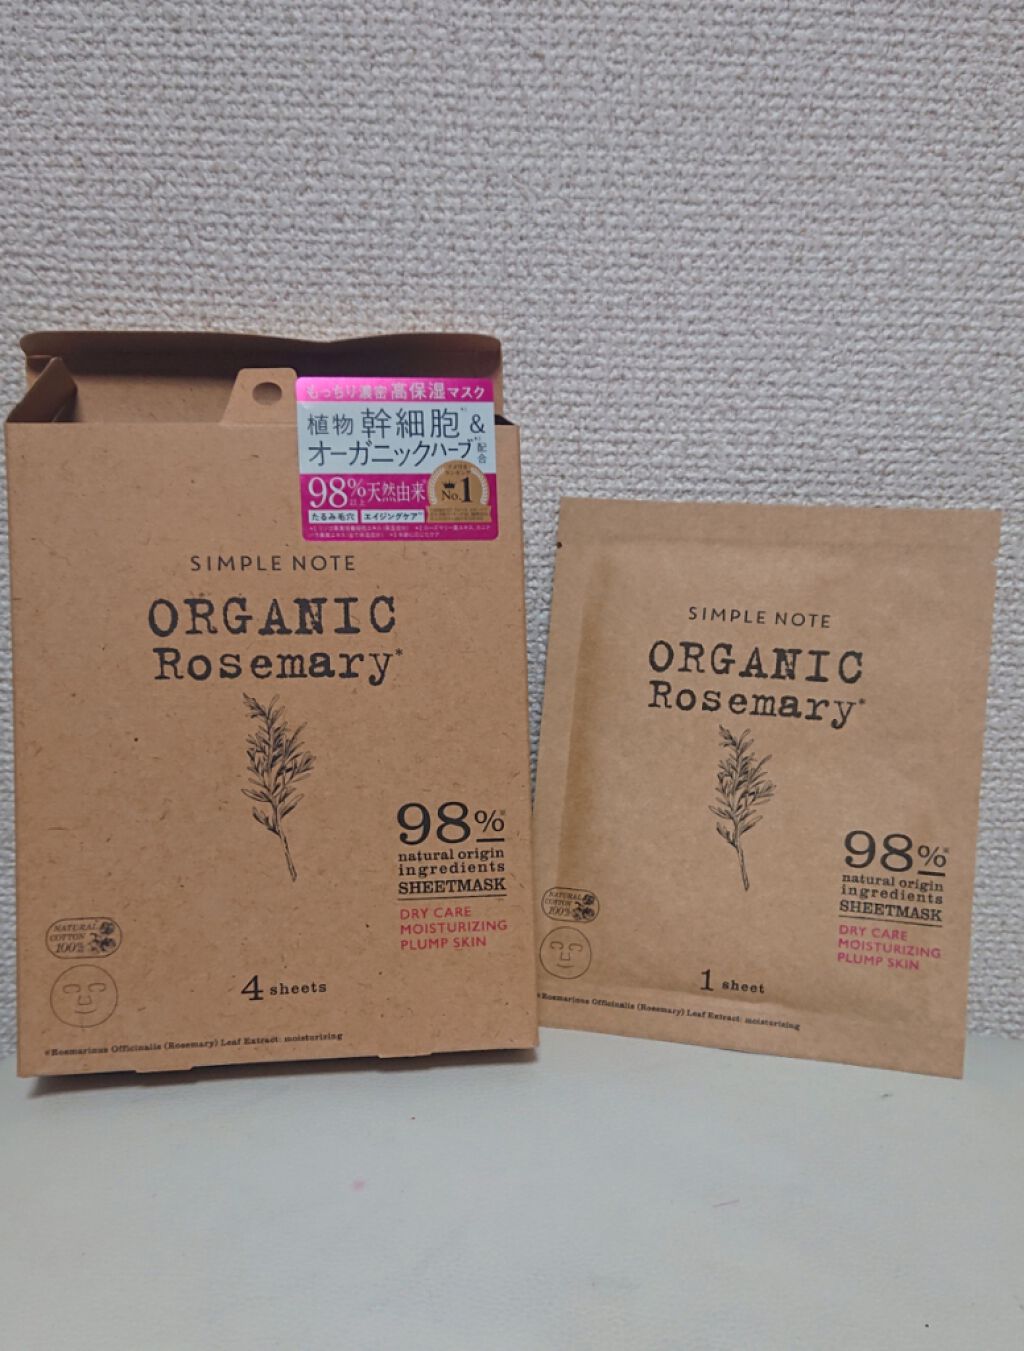 もっちり濃密高保湿マスク
植物幹細胞&
オーガニックハーブ配合
98%以上天然由来
No.1
たるみ毛穴 エイジングケア
SIMPLE NOTE
ORGANIC
Rosemary*
98%
natural origin
ingredients
SHEETMASK
DRY CARE
MOISTURIZING
PLUMP SKIN
NATURAL
COTTON
100%
4 sheets
*Rosmarinus Officinalis (Rosemary) Leaf Extract: moisturizing
SIMPLE NOTE
ORGANIC
Rosemary*
98%
natural origin
ingredients
SHEETMASK
DRY CARE
MOISTURIZING
PLUMP SKIN
NATURAL
COTTON
100%
1 sheet
*Rosmarinus Officinalis (Rosemary) Leaf Extract: moisturizing